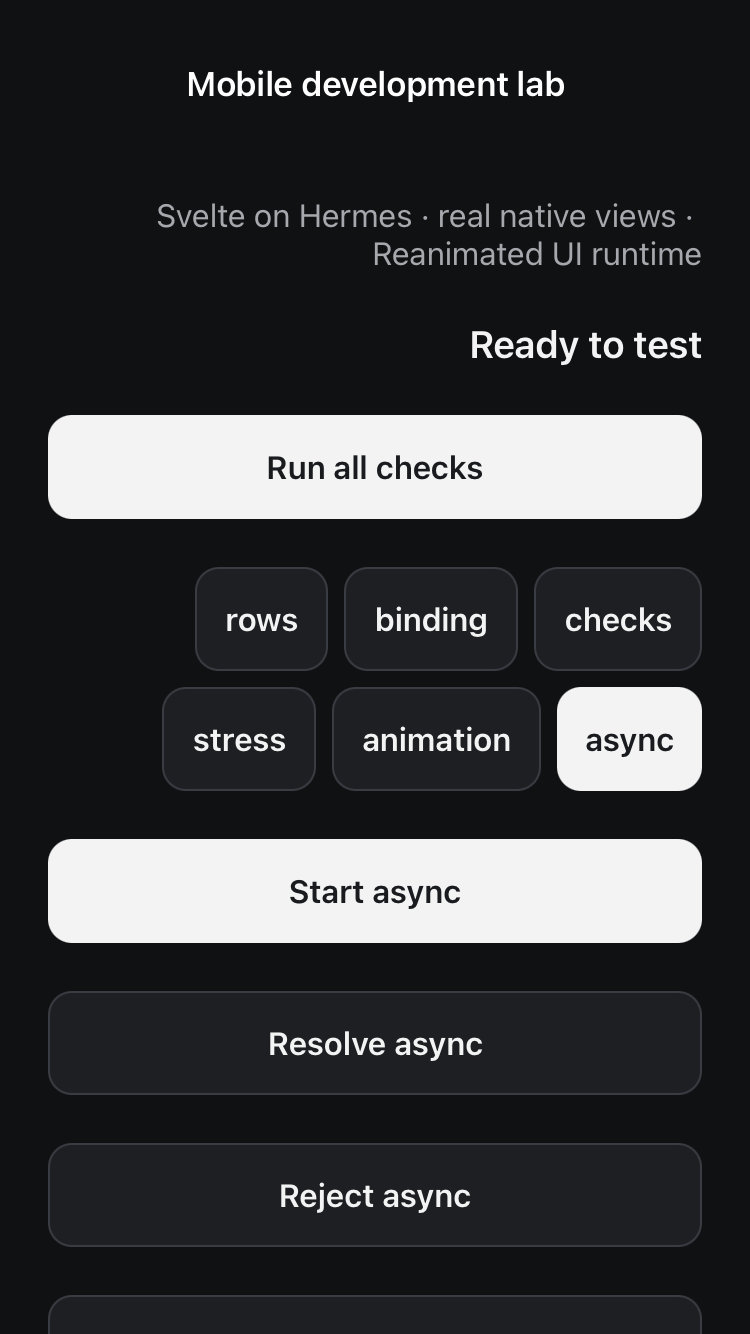 Mobile development lab
Svelte on Hermes · real native views ·
Reanimated UI runtime
Ready to test
Run all checks
rows binding checks
stress animation async
Start async
Resolve async
Reject async